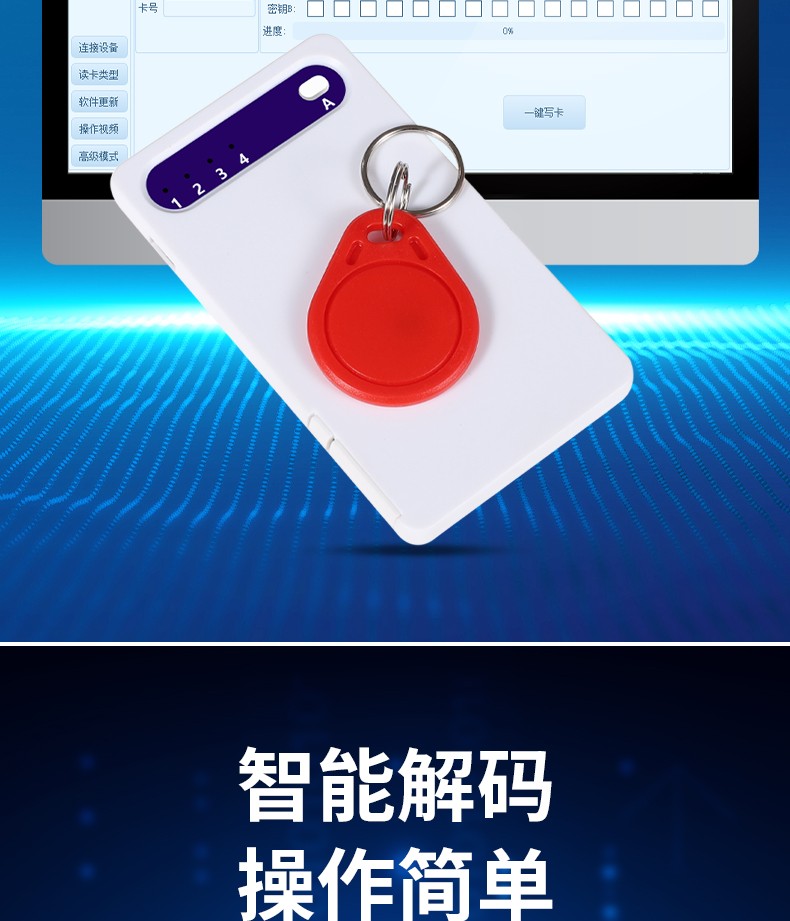 卡号
密钥B:
进度:
0%
连接设备
读卡类型
软件更新
操作视频
高级模式
一键写卡
A
1 2 3 4
智能解码
操作简单